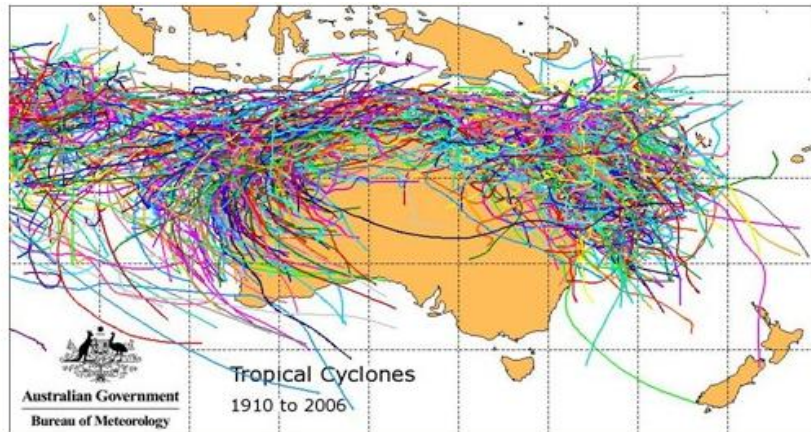 Tropical Cyclones
1910 to 2006
Australian Government
Bureau of Meteorology